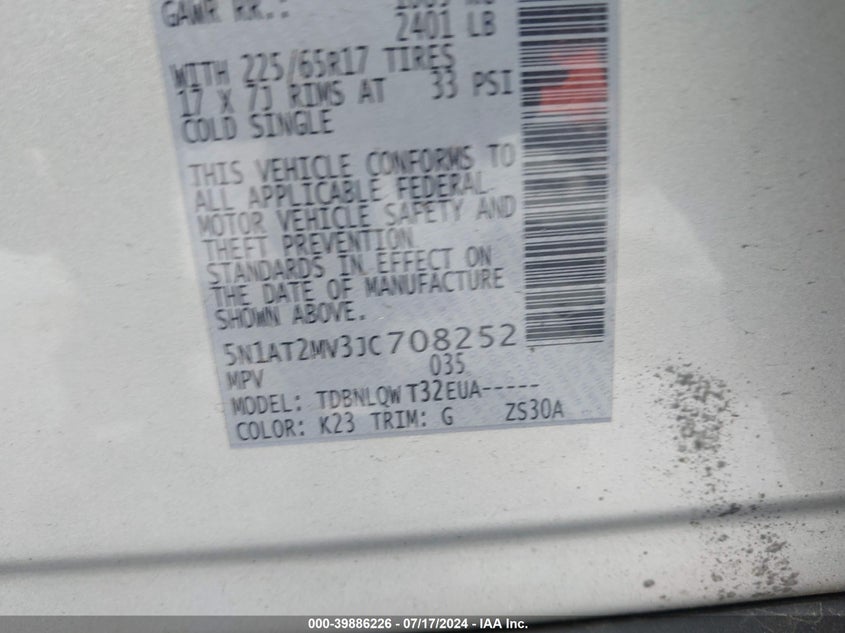 GAWR RR.:
2401 LB
WITH 225/65R17 TIRES
17 X 7J RIMS AT 33 PSI
COLD SINGLE
THIS VEHICLE CONFORMS TO
ALL APPLICABLE FEDERAL
MOTOR VEHICLE SAFETY AND
THEFT PREVENTION
STANDARDS IN EFFECT ON
THE DATE OF MANUFACTURE
SHOWN ABOVE.
5N1AT2MV3JC708252
MPV 035
MODEL: TDBNLQW T32EUA-----
COLOR: K23 TRIM: G ZS30A
000-39886226 - 07/17/2024 - IAA Inc.